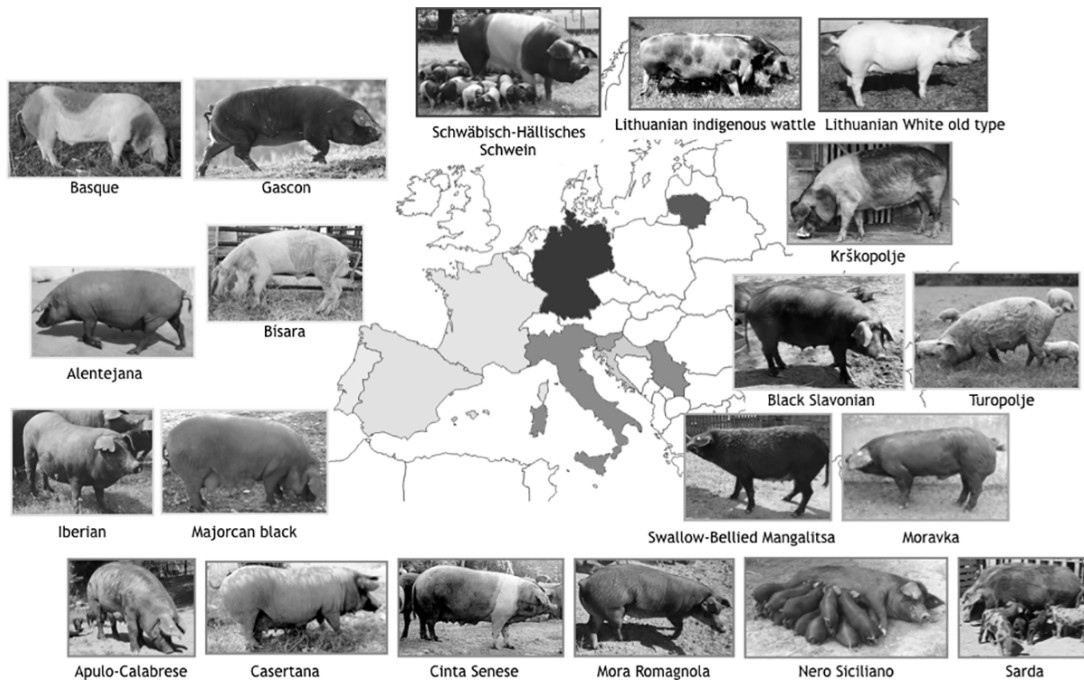 Schwäbisch-Hällisches
Schwein
Lithuanian indigenous wattle
Lithuanian White old type
Basque
Gascon
Krškopolje
Bísara
Alentejana
Black Slavonian
Turopolje
Iberian
Majorcan black
Swallow-Bellied Mangalitsa
Moravka
Apulo-Calabrese
Casertana
Cinta Senese
Mora Romagnola
Nero Siciliano
Sarda